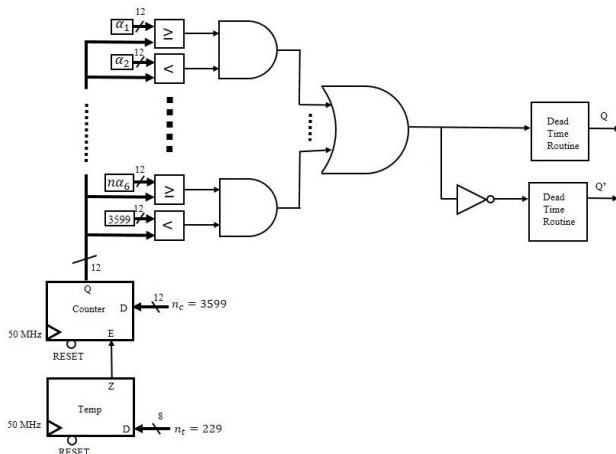 12
α₁
≥
12
α₂
<
12
nα₆
≥
12
3599
<
12
Q
Counter
D
E
50 MHz
RESET
12
n_c = 3599
Z
Temp
D
50 MHz
RESET
8
n_t = 229
Dead
Time
Routine
Q
Dead
Time
Routine
Q'